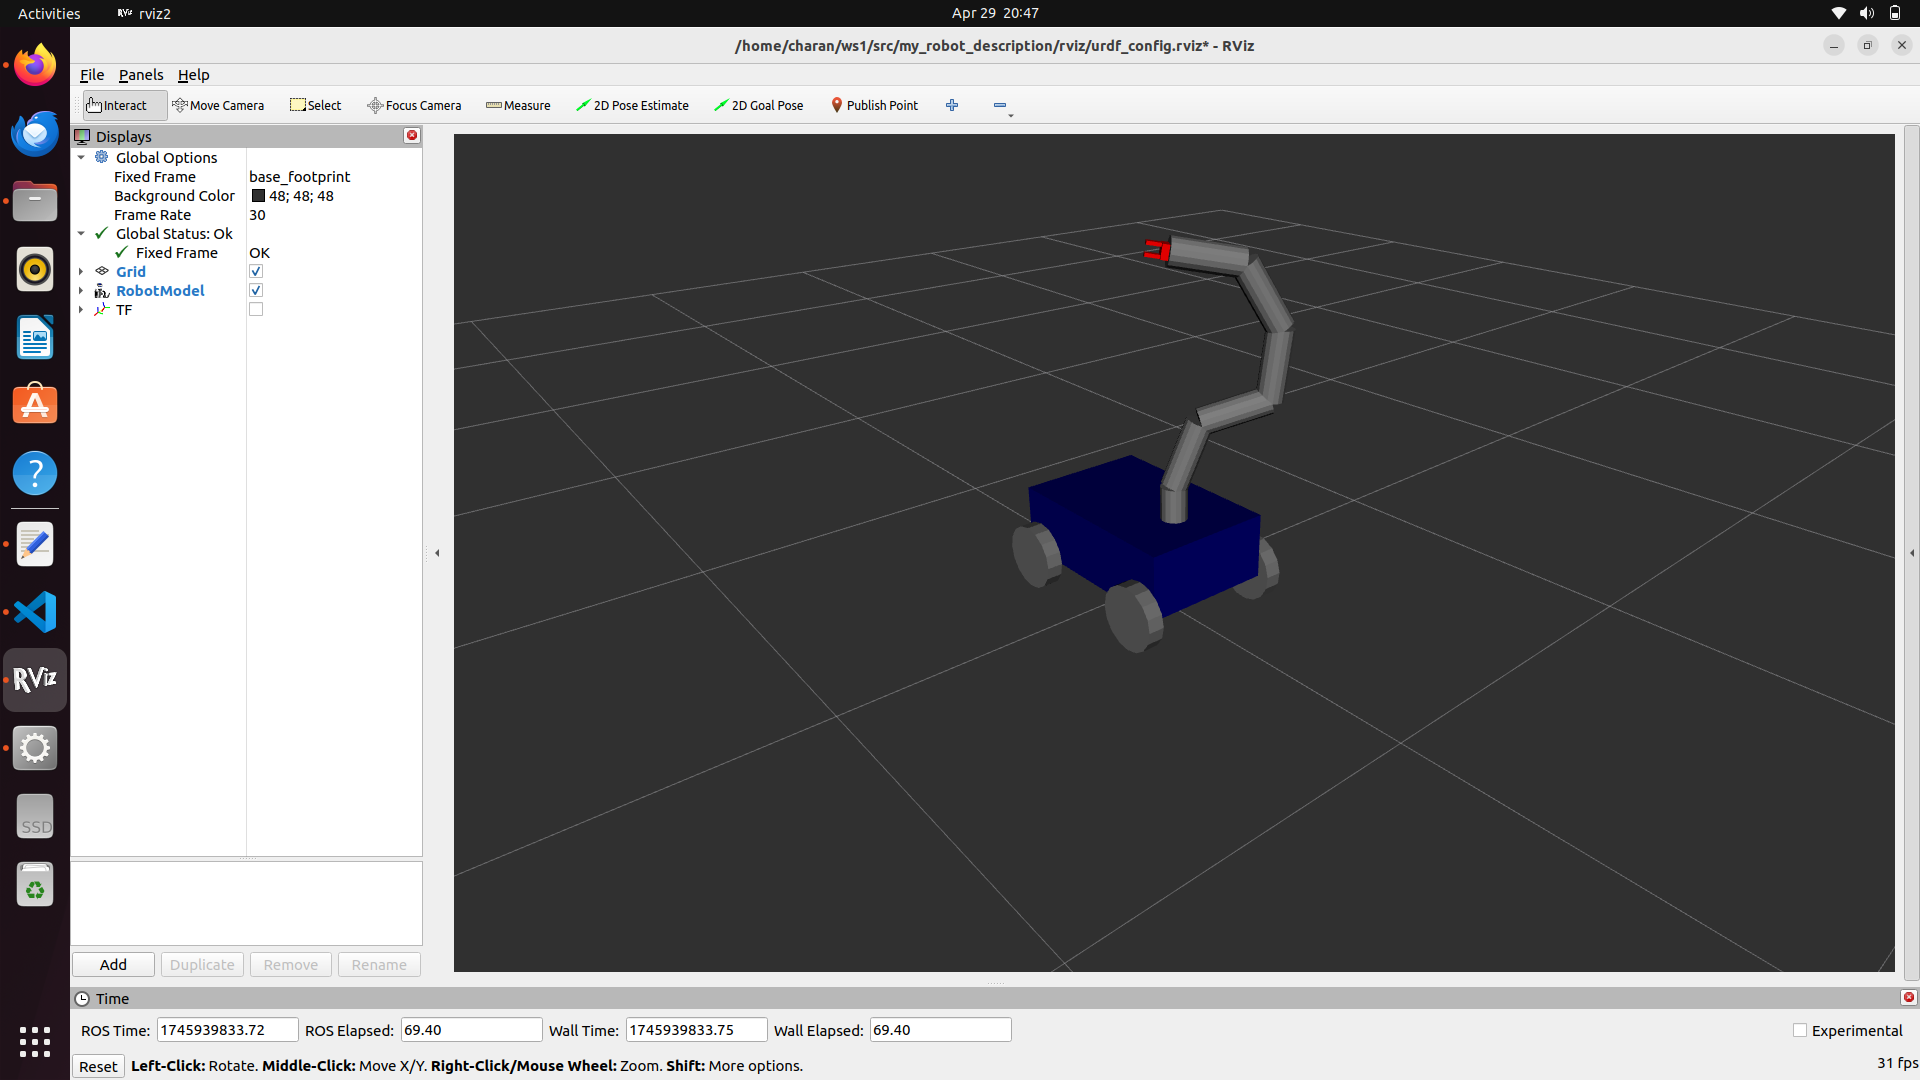 Activities RViz rviz2 Apr 29 20:47
/home/charan/ws1/src/my_robot_description/rviz/urdf_config.rviz* - RViz
File Panels Help
Interact Move Camera Select Focus Camera Measure 2D Pose Estimate 2D Goal Pose Publish Point
Displays
Global Options
Fixed Frame base_footprint
Background Color 48; 48; 48
Frame Rate 30
Global Status: Ok
Fixed Frame OK
Grid
RobotModel
TF
RViz
SSD
Add Duplicate Remove Rename
Time
ROS Time: 1745939833.72 ROS Elapsed: 69.40 Wall Time: 1745939833.75 Wall Elapsed: 69.40 Experimental
Reset Left-Click: Rotate. Middle-Click: Move X/Y. Right-Click/Mouse Wheel: Zoom. Shift: More options. 31 fps